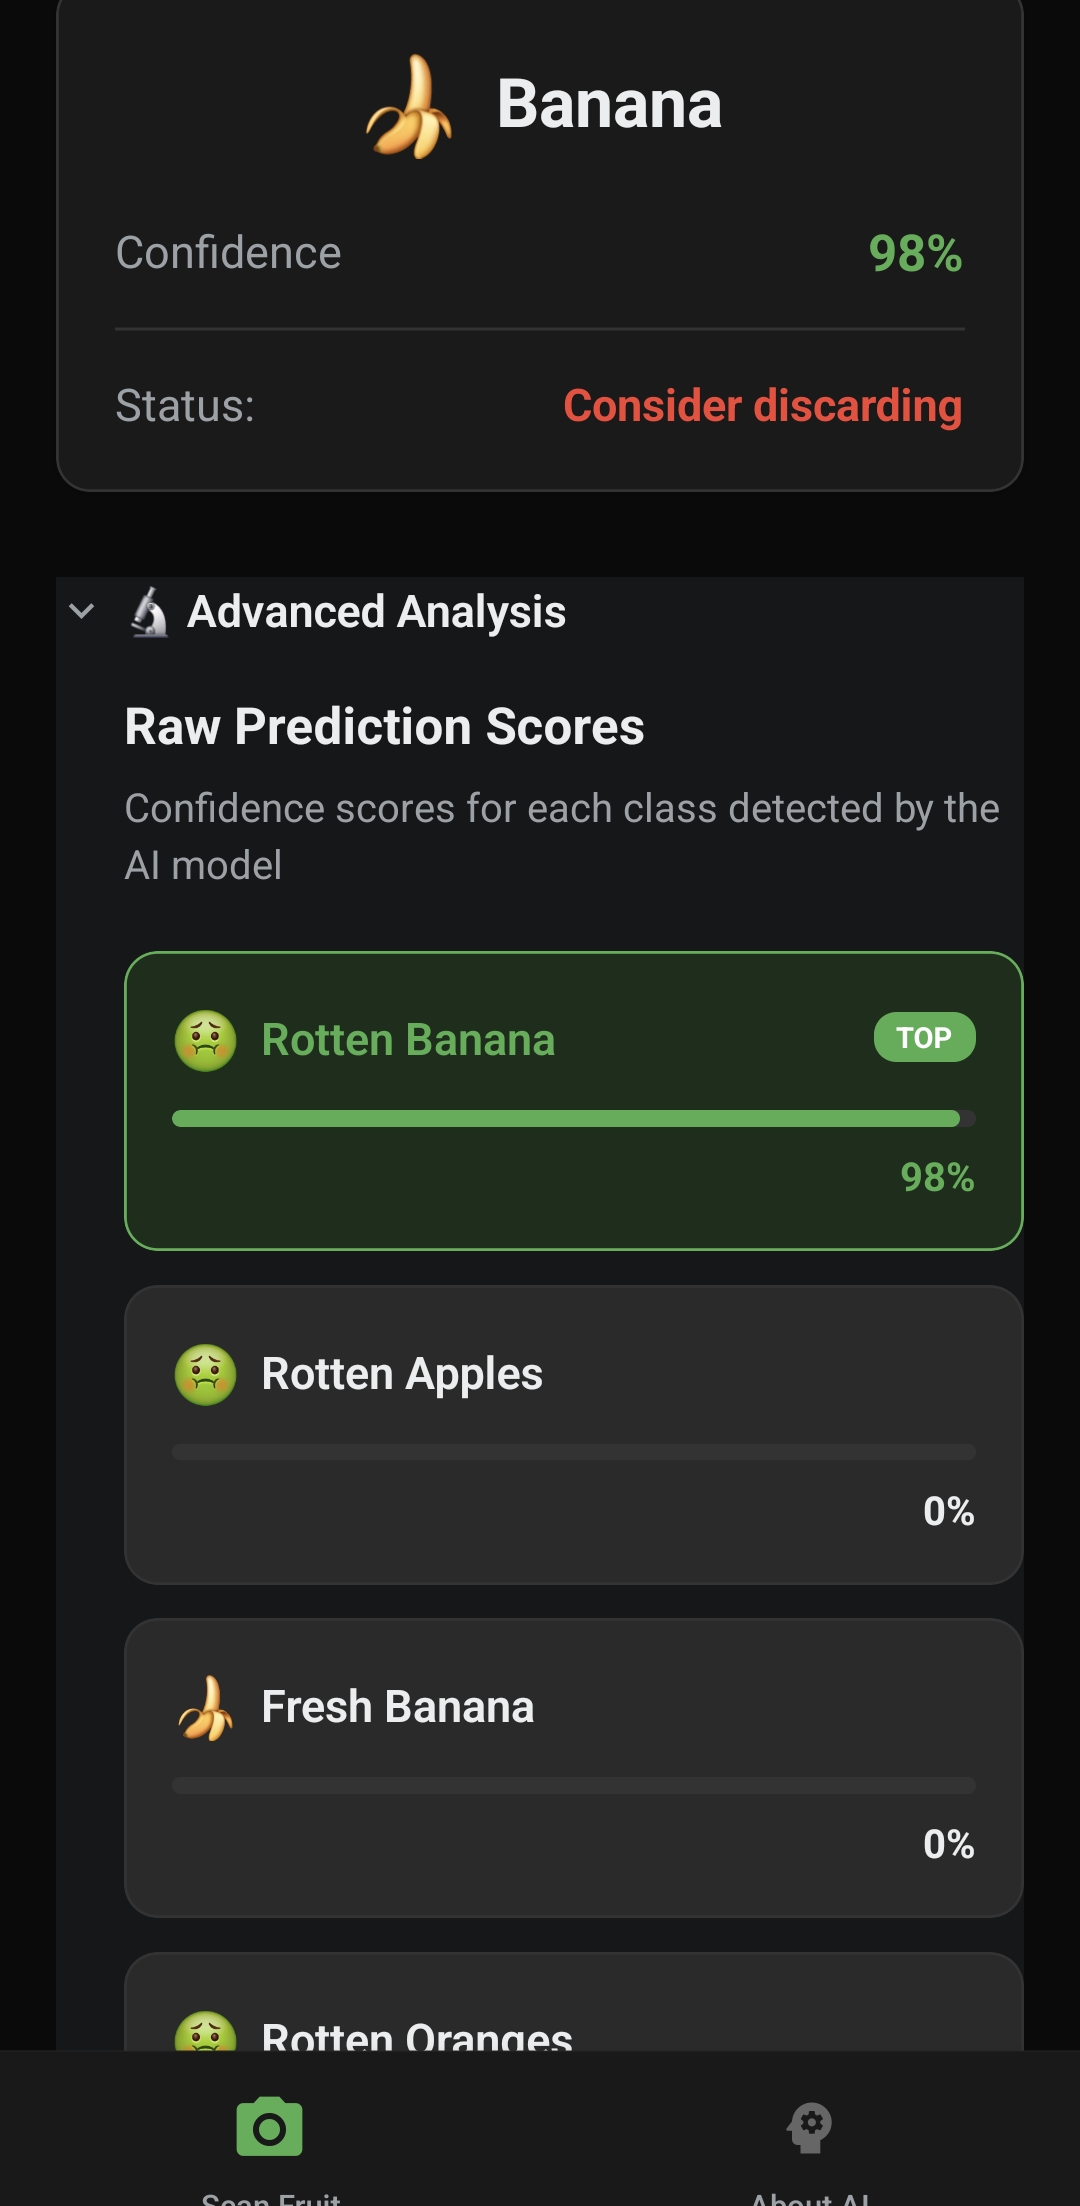 Banana
Confidence 98%
Status: Consider discarding
Advanced Analysis
Raw Prediction Scores
Confidence scores for each class detected by the
AI model
Rotten Banana TOP
98%
Rotten Apples
0%
Fresh Banana
0%
Rotten Oranges
Scan Fruit About AI